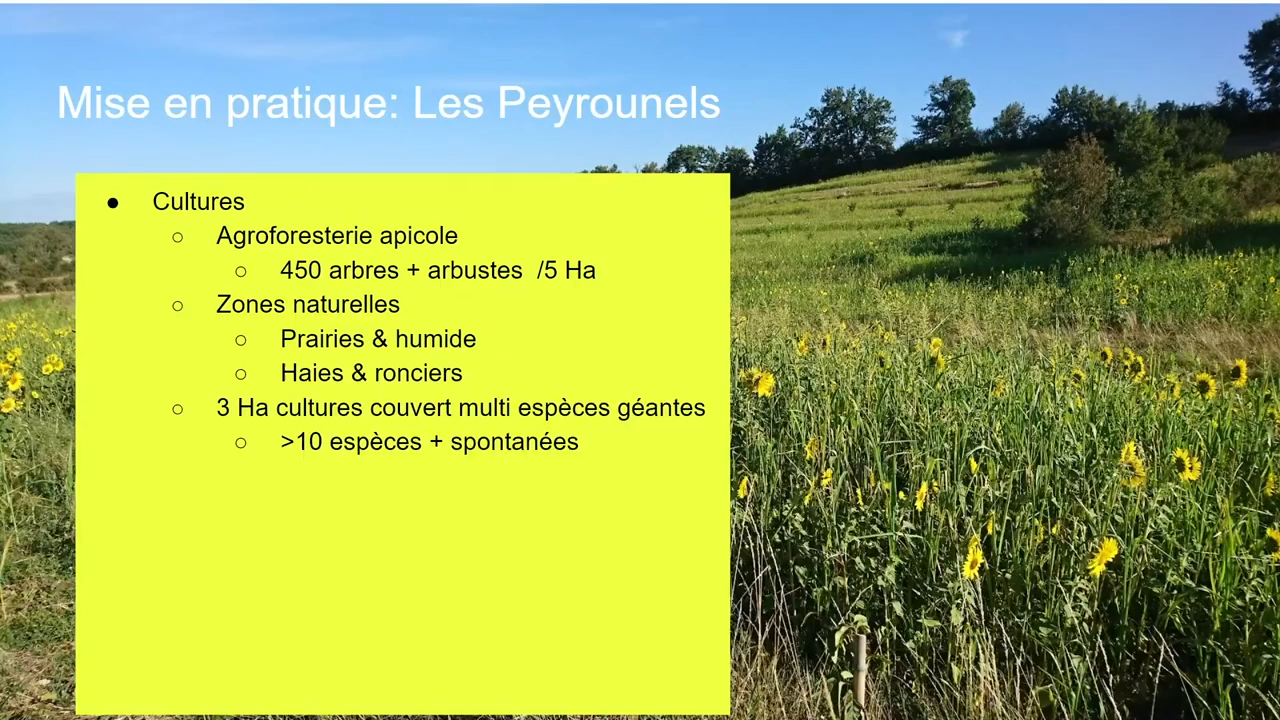 Mise en pratique: Les Peyrounels
● Cultures
○ Agroforesterie apicole
○ 450 arbres + arbustes /5 Ha
○ Zones naturelles
○ Prairies & humide
○ Haies & ronciers
○ 3 Ha cultures couvert multi espèces géantes
○ >10 espèces + spontanées